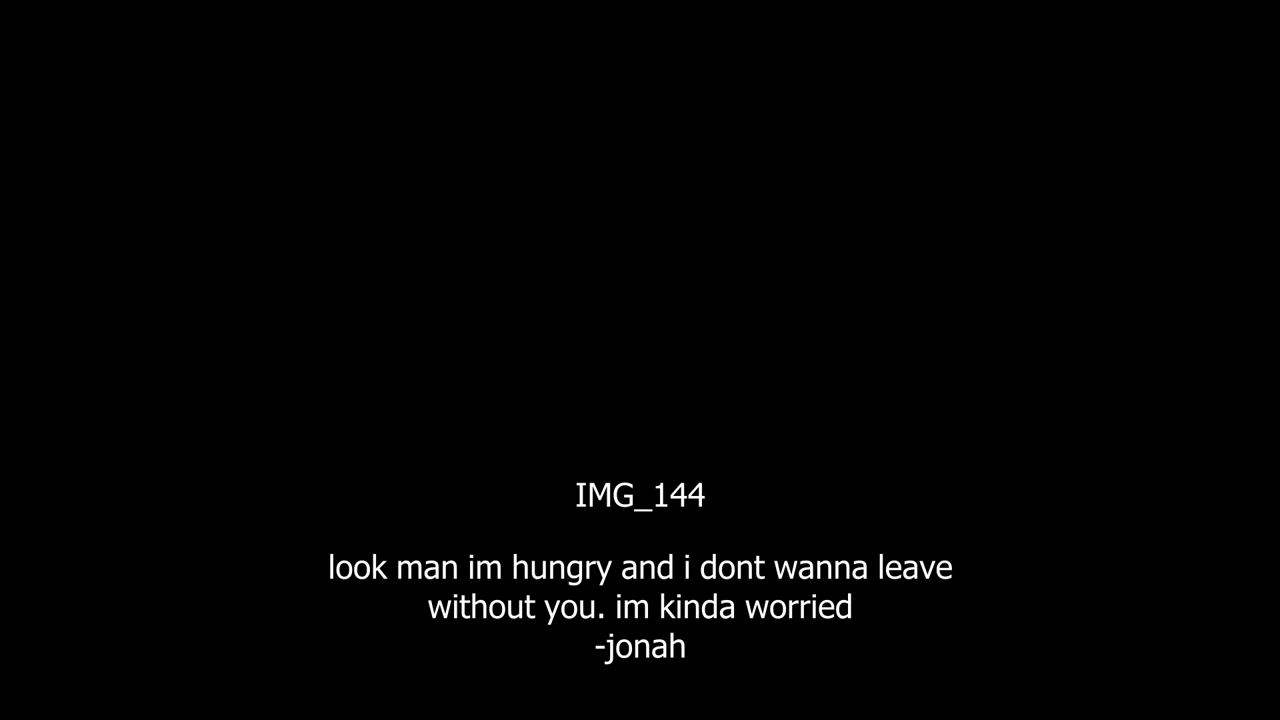 IMG_144
look man im hungry and i dont wanna leave
without you. im kinda worried
-jonah